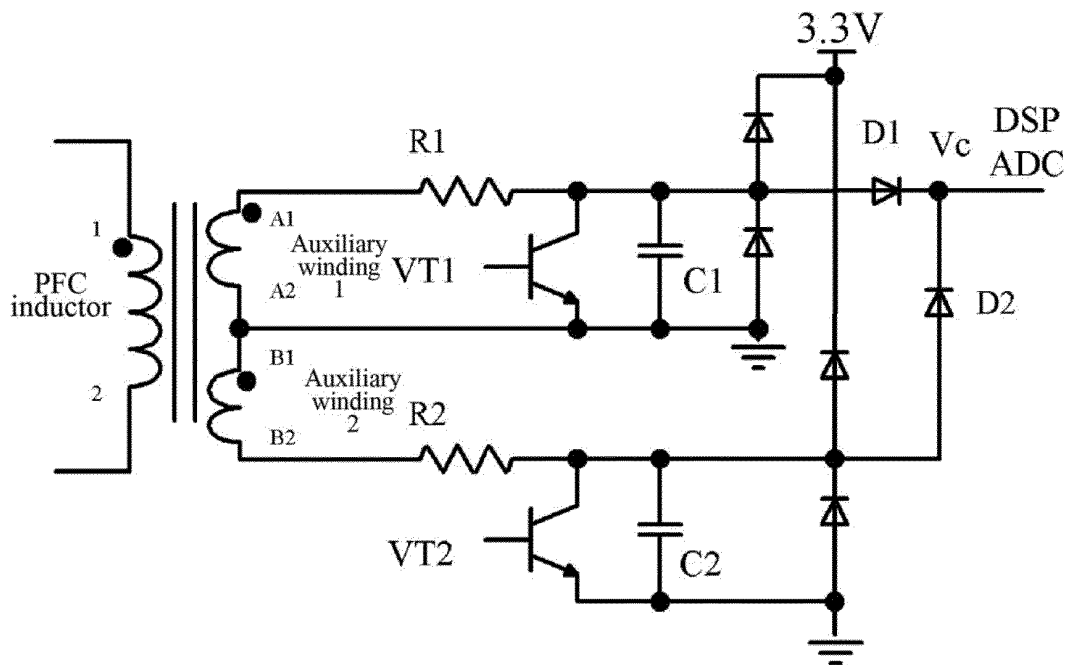 3.3V
D1
Vc
DSP
ADC
R1
1
A1
Auxiliary
winding
1
VT1
C1
PFC
inductor
A2
D2
B1
Auxiliary
winding
2
2
R2
B2
VT2
C2